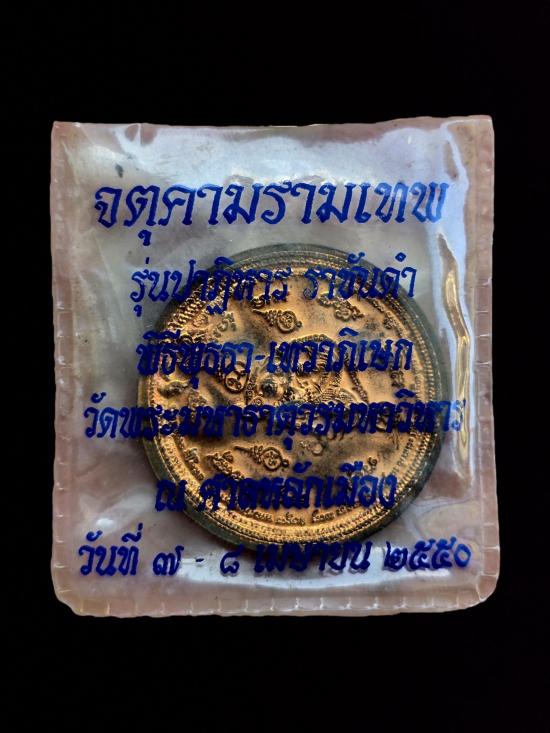 จตุคามรามเทพ
รุ่นปาฏิหาร ราชันดำ
พิธีพุทธา-เทวาภิเษก
วัดพระมหาธาตุวรมหาวิหาร
ณ ศาลหลักเมือง
วันที่ ๗ - ๘ เมษายน ๒๕๕๐